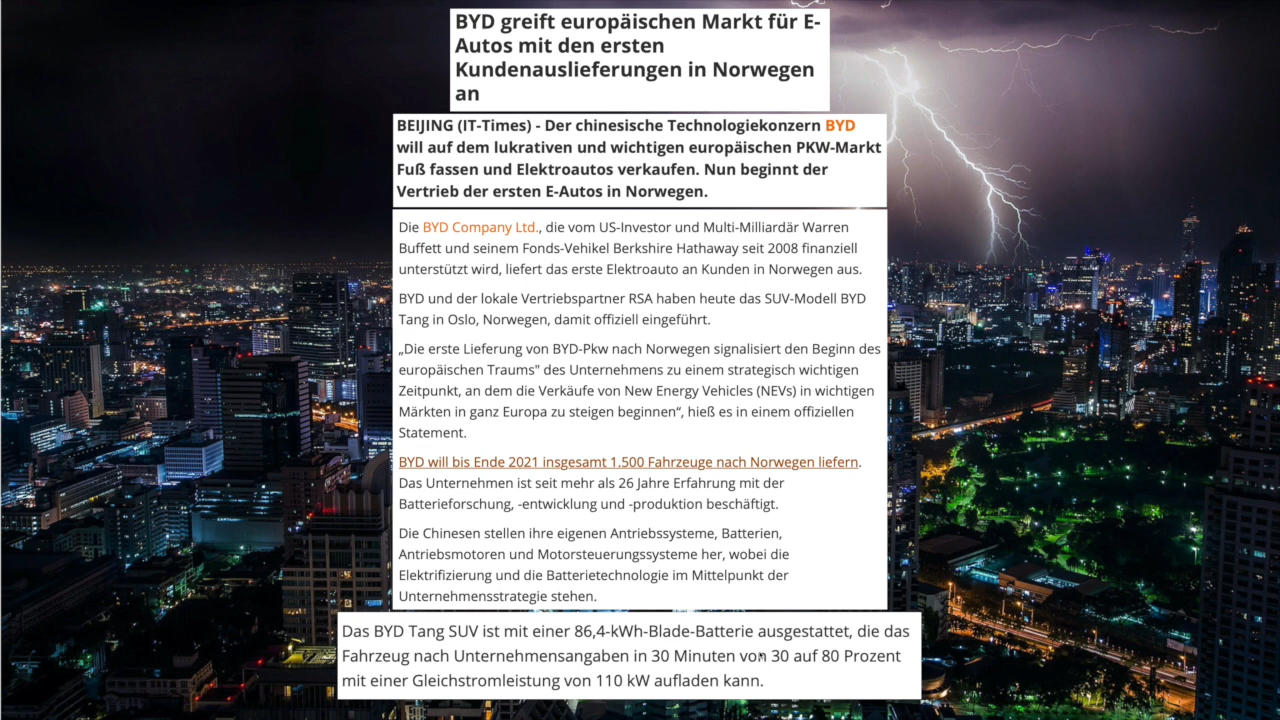 BYD greift europäischen Markt für E-
Autos mit den ersten
Kundenauslieferungen in Norwegen
an
BEIJING (IT-Times) - Der chinesische Technologiekonzern BYD
will auf dem lukrativen und wichtigen europäischen PKW-Markt
Fuß fassen und Elektroautos verkaufen. Nun beginnt der
Vertrieb der ersten E-Autos in Norwegen.
Die BYD Company Ltd., die vom US-Investor und Multi-Milliardär Warren
Buffett und seinem Fonds-Vehikel Berkshire Hathaway seit 2008 finanziell
unterstützt wird, liefert das erste Elektroauto an Kunden in Norwegen aus.
BYD und der lokale Vertriebspartner RSA haben heute das SUV-Modell BYD
Tang in Oslo, Norwegen, damit offiziell eingeführt.
„Die erste Lieferung von BYD-Pkw nach Norwegen signalisiert den Beginn des
europäischen Traums" des Unternehmens zu einem strategisch wichtigen
Zeitpunkt, an dem die Verkäufe von New Energy Vehicles (NEVs) in wichtigen
Märkten in ganz Europa zu steigen beginnen“, hieß es in einem offiziellen
Statement.
BYD will bis Ende 2021 insgesamt 1.500 Fahrzeuge nach Norwegen liefern.
Das Unternehmen ist seit mehr als 26 Jahre Erfahrung mit der
Batterieforschung, -entwicklung und -produktion beschäftigt.
Die Chinesen stellen ihre eigenen Antriebssysteme, Batterien,
Antriebsmotoren und Motorsteuerungssysteme her, wobei die
Elektrifizierung und die Batterietechnologie im Mittelpunkt der
Unternehmensstrategie stehen.
Das BYD Tang SUV ist mit einer 86,4-kWh-Blade-Batterie ausgestattet, die das
Fahrzeug nach Unternehmensangaben in 30 Minuten von 30 auf 80 Prozent
mit einer Gleichstromleistung von 110 kW aufladen kann.